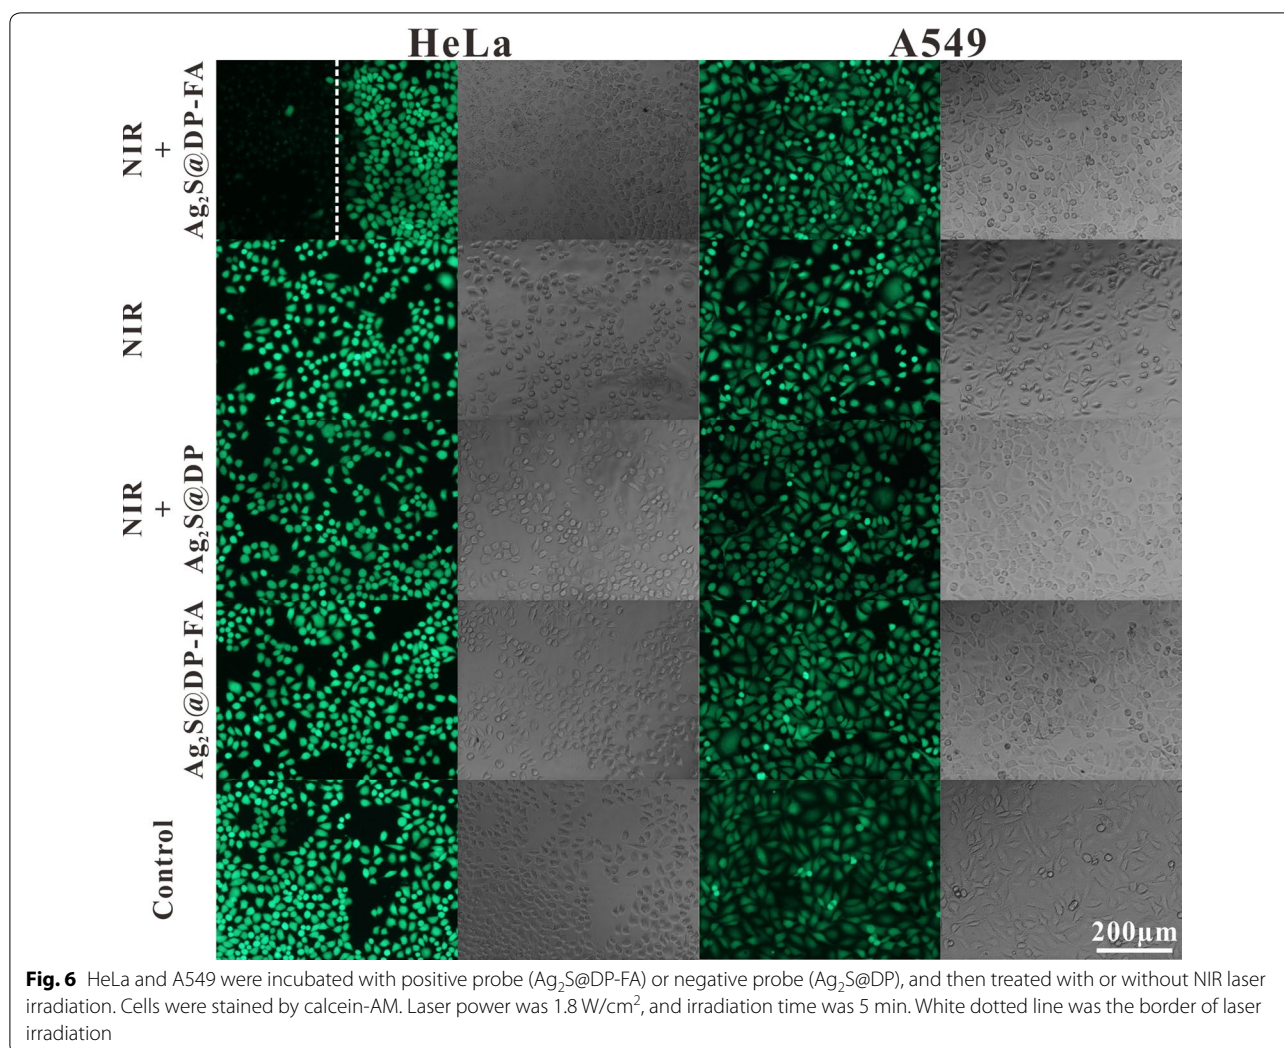 HeLa
A549
NIR
+
Ag₂S@DP-FA
NIR
NIR
+
Ag₂S@DP
Ag₂S@DP-FA
Control
200μm
Fig. 6 HeLa and A549 were incubated with positive probe (Ag₂S@DP-FA) or negative probe (Ag₂S@DP), and then treated with or without NIR laser
irradiation. Cells were stained by calcein-AM. Laser power was 1.8 W/cm², and irradiation time was 5 min. White dotted line was the border of laser
irradiation